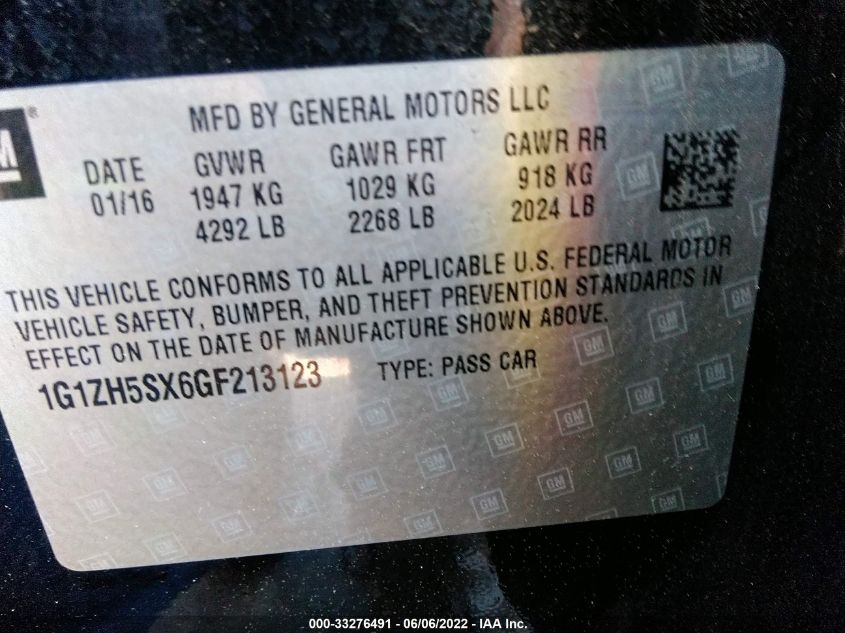 MFD BY GENERAL MOTORS LLC
GM ®
DATE GVWR GAWR FRT GAWR RR
01/16 1947 KG 1029 KG 918 KG
4292 LB 2268 LB 2024 LB
THIS VEHICLE CONFORMS TO ALL APPLICABLE U.S. FEDERAL MOTOR
VEHICLE SAFETY, BUMPER, AND THEFT PREVENTION STANDARDS IN
EFFECT ON THE DATE OF MANUFACTURE SHOWN ABOVE.
1G1ZH5SX6GF213123 TYPE: PASS CAR
000-33276491 - 06/06/2022 - IAA Inc.